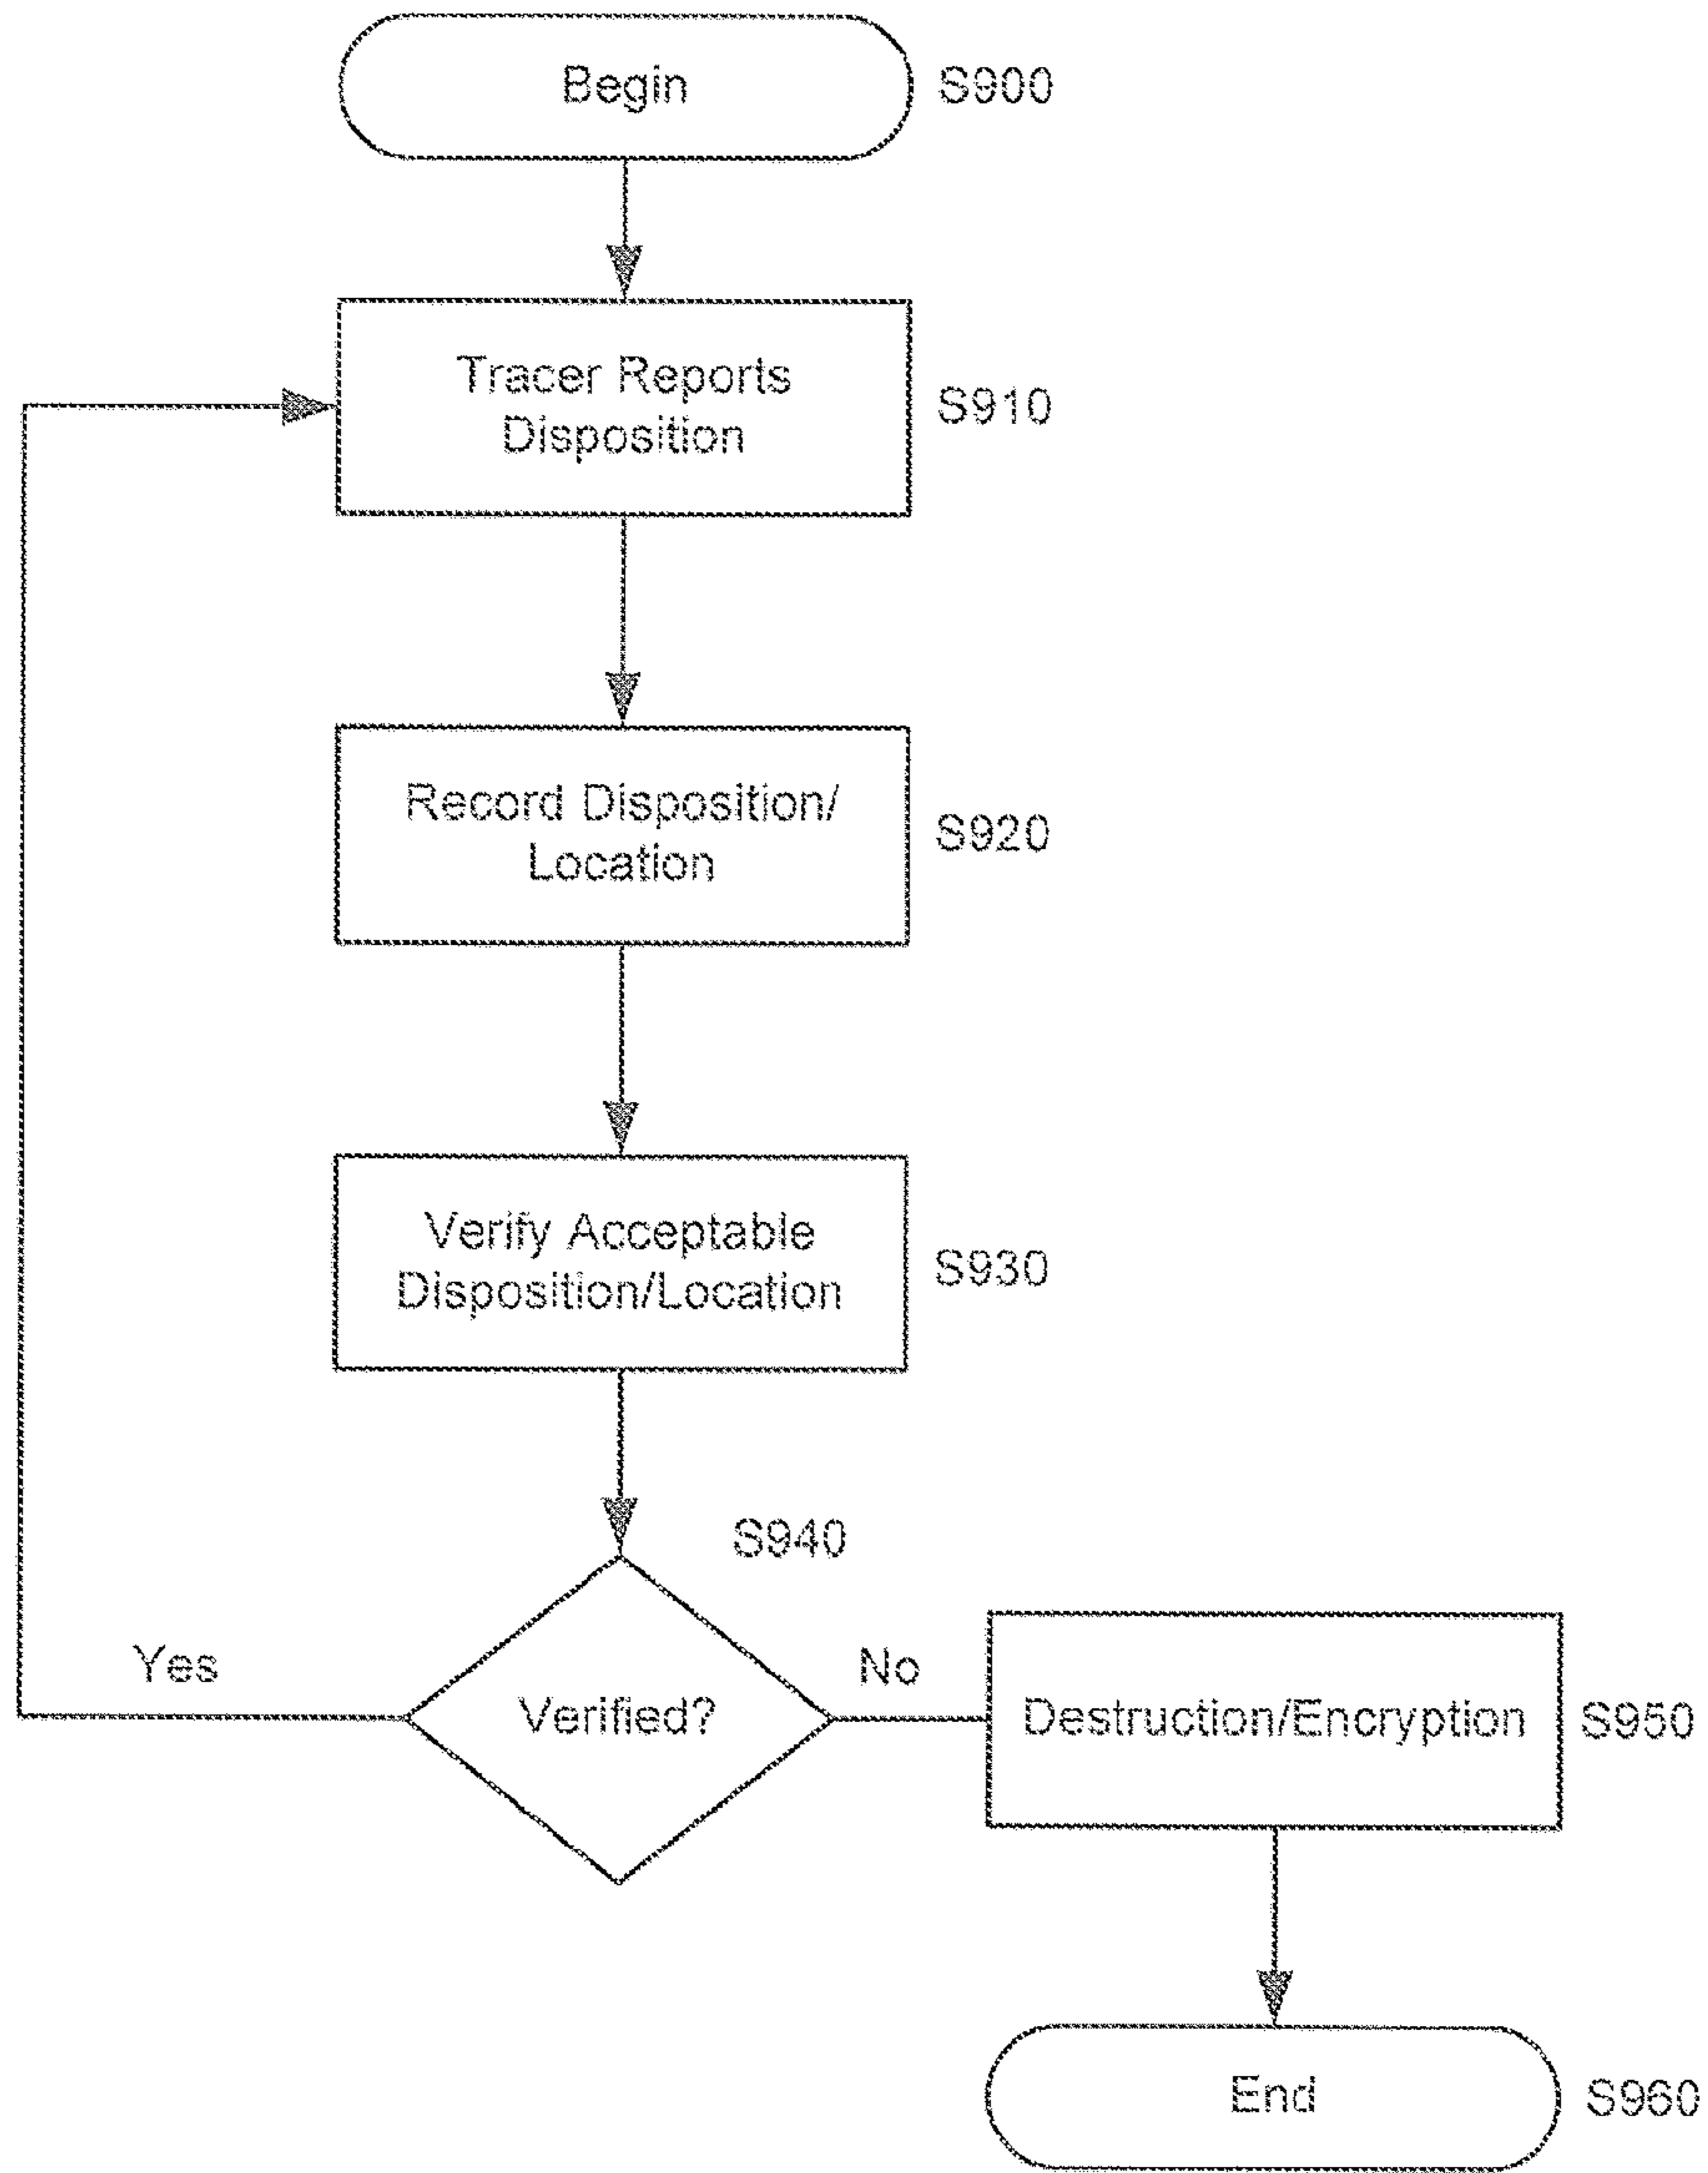 Begin
S900
Tracer Reports
Disposition
S910
Record Disposition/
Location
S920
Verify Acceptable
Disposition/Location
S930
S940
Yes
Verified?
No
Destruction/Encryption
S950
End
S960